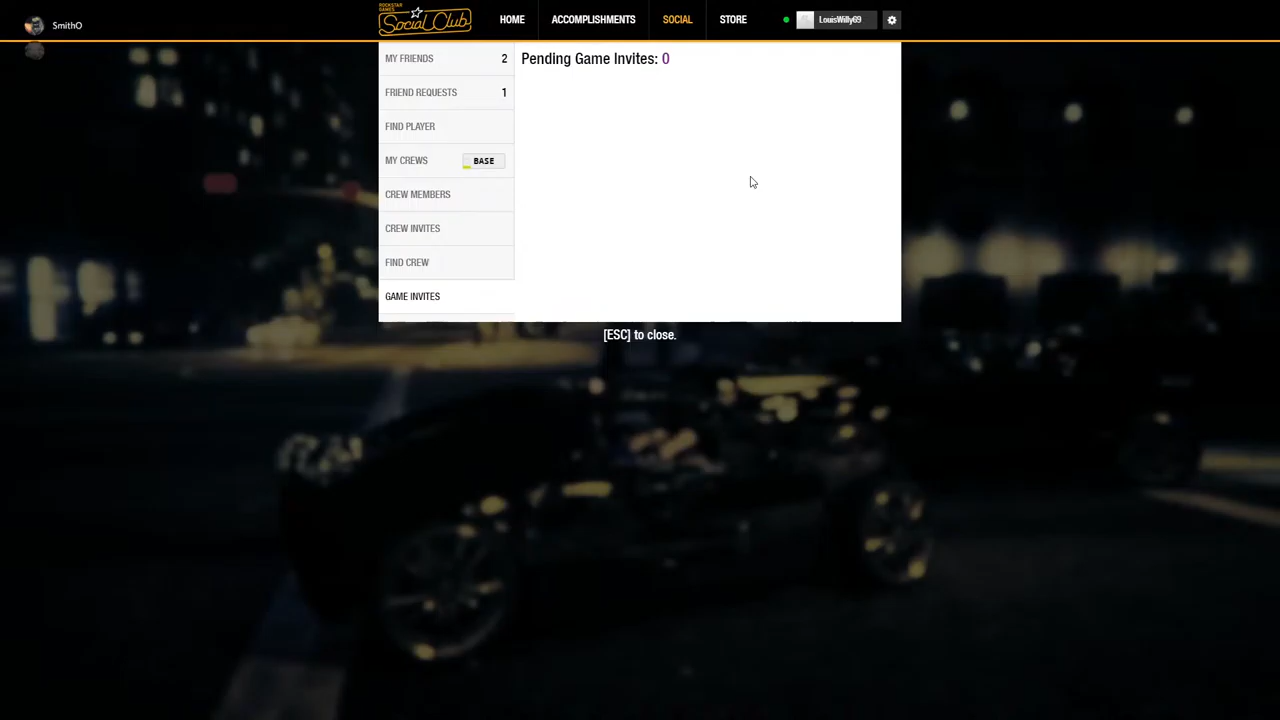 SmithO
ROCKSTAR GAMES
Social Club
HOME
ACCOMPLISHMENTS
SOCIAL
STORE
LouisWilly69
MY FRIENDS 2
FRIEND REQUESTS 1
FIND PLAYER
MY CREWS BASE
CREW MEMBERS
CREW INVITES
FIND CREW
GAME INVITES
Pending Game Invites: 0
[ESC] to close.